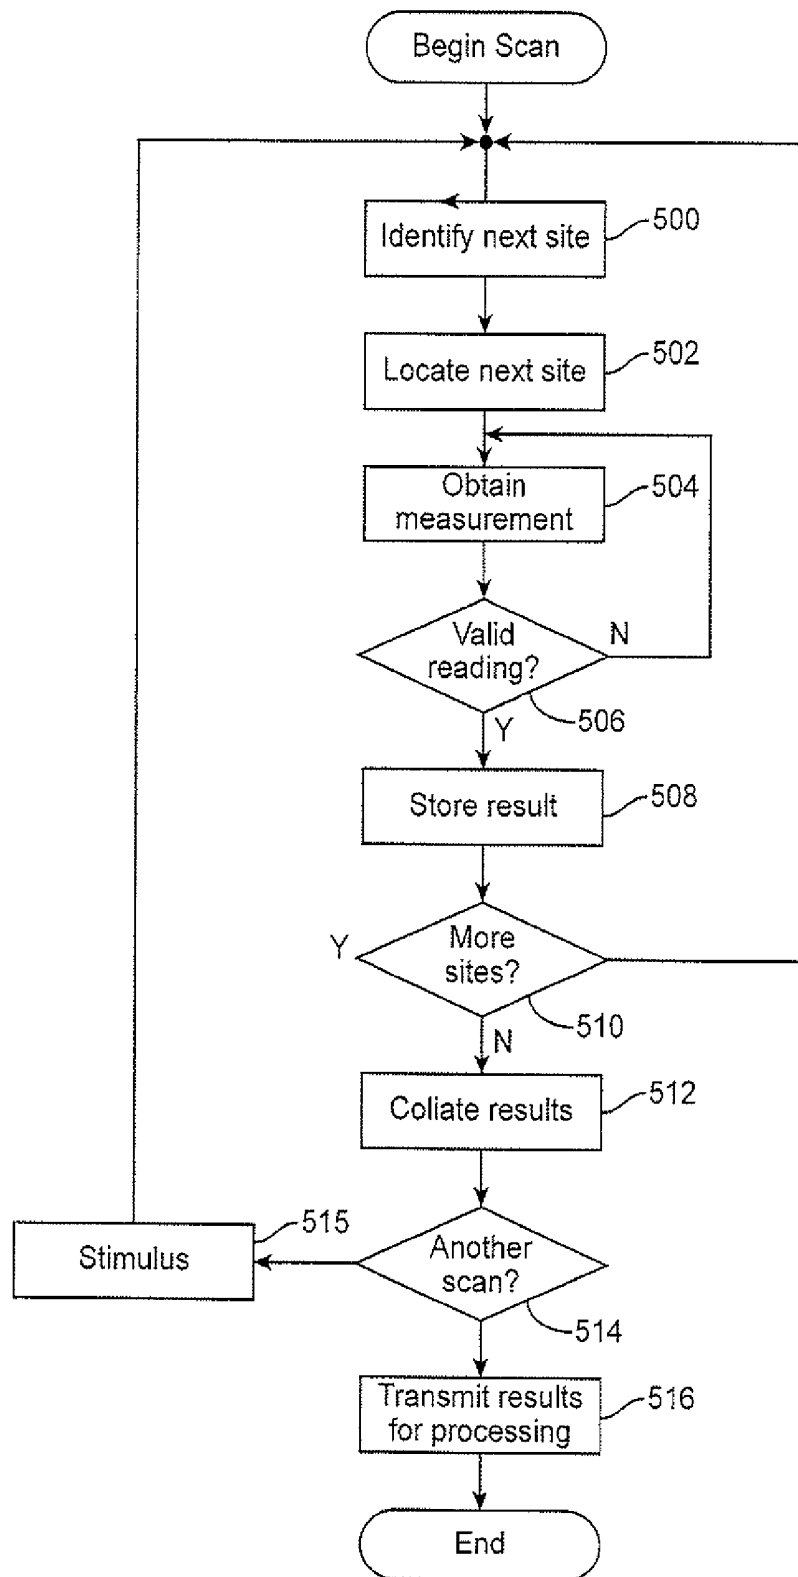 Begin Scan
Identify next site
500
Locate next site
502
Obtain
measurement
504
Valid
reading?
N
506
Y
Store result
508
Y
More
sites?
510
N
Coliate results
512
Stimulus
515
Another
scan?
514
Transmit results
for processing
516
End